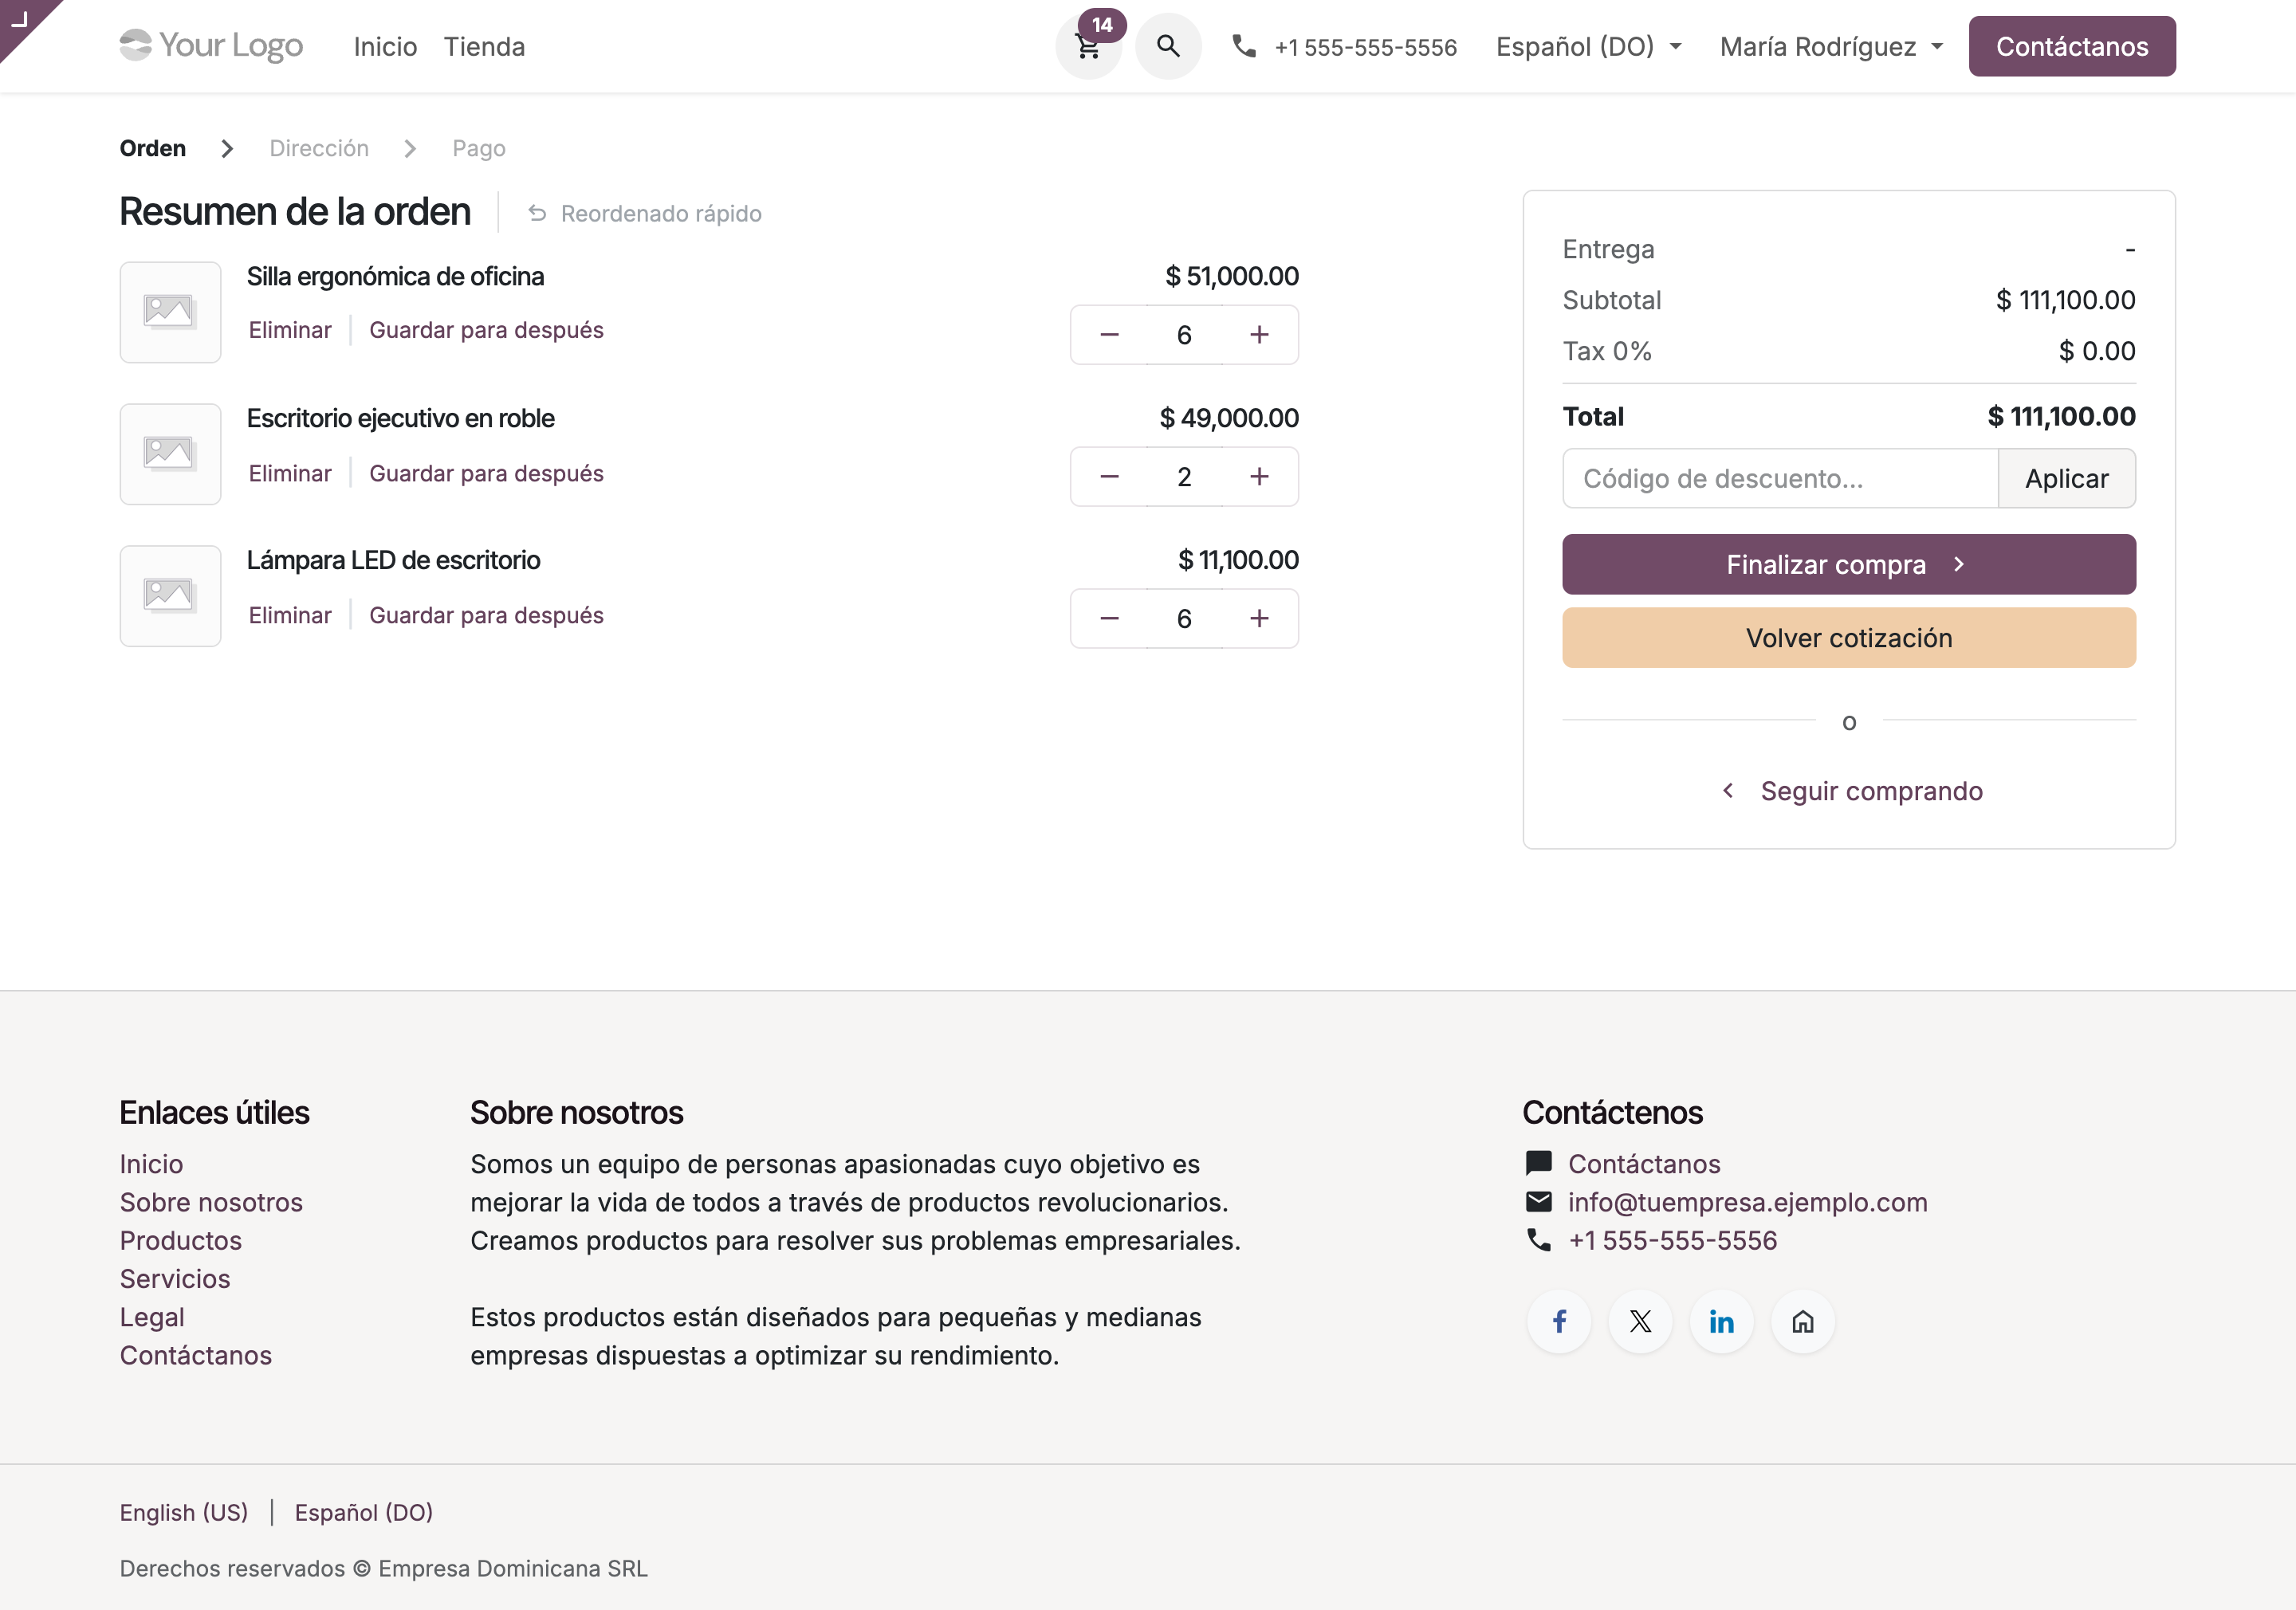 Your Logo
Inicio
Tienda
14
+1 555-555-5556
Español (DO)
María Rodríguez
Contáctanos
Orden
Dirección
Pago
Resumen de la orden
Reordenado rápido
Silla ergonómica de oficina
$ 51,000.00
Eliminar
Guardar para después
6
Escritorio ejecutivo en roble
$ 49,000.00
Eliminar
Guardar para después
2
Lámpara LED de escritorio
$ 11,100.00
Eliminar
Guardar para después
6
Entrega -
Subtotal $ 111,100.00
Tax 0% $ 0.00
Total $ 111,100.00
Código de descuento...
Aplicar
Finalizar compra
Volver cotización
o
Seguir comprando
Enlaces útiles
Inicio
Sobre nosotros
Productos
Servicios
Legal
Contáctanos
Sobre nosotros
Somos un equipo de personas apasionadas cuyo objetivo es
mejorar la vida de todos a través de productos revolucionarios.
Creamos productos para resolver sus problemas empresariales.
Estos productos están diseñados para pequeñas y medianas
empresas dispuestas a optimizar su rendimiento.
Contáctenos
Contáctanos
info@tuempresa.ejemplo.com
+1 555-555-5556
English (US) | Español (DO)
Derechos reservados © Empresa Dominicana SRL